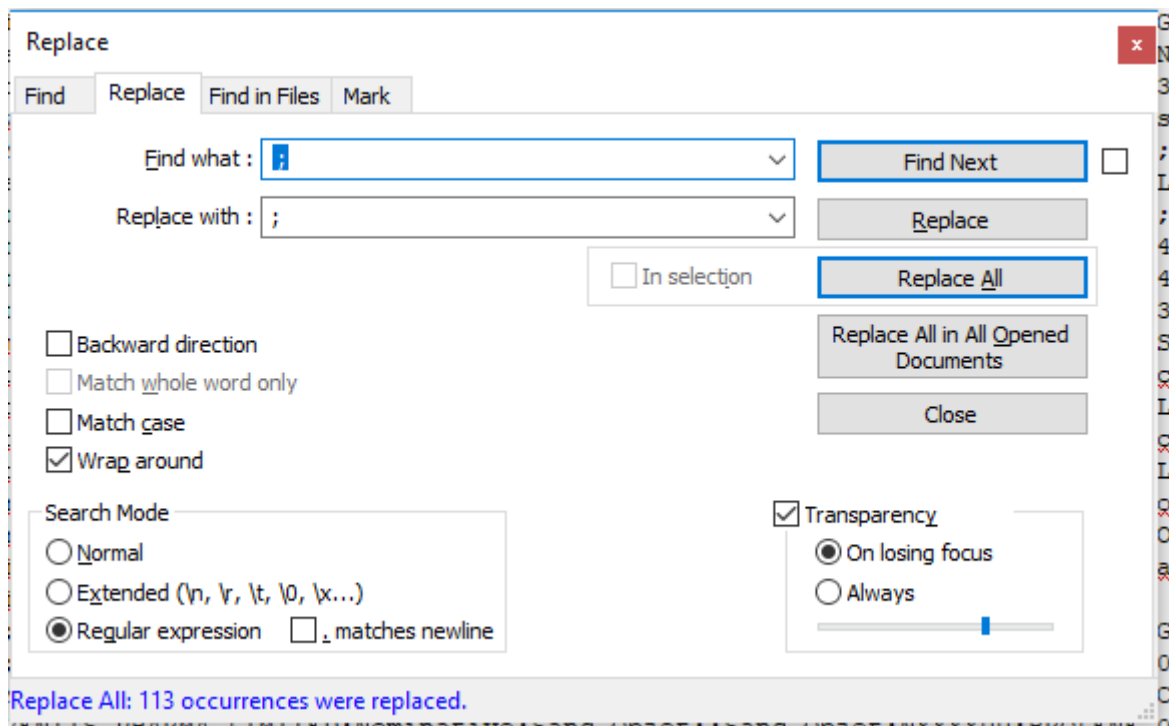 Replace
x
Find Replace Find in Files Mark
Find what : ; Find Next
Replace with : ; Replace
In selection Replace All
Backward direction Replace All in All Opened
Documents
Match whole word only
Match case Close
Wrap around
Search Mode Transparency
Normal On losing focus
Extended (\n, \r, \t, \0, \x...) Always
Regular expression . matches newline
Replace All: 113 occurrences were replaced.